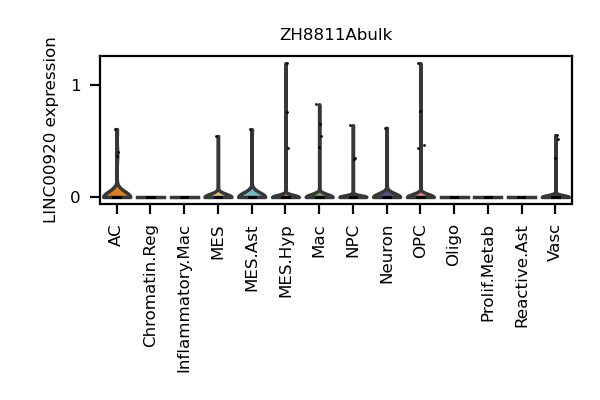 ZH8811Abulk
LINC00920 expression
1
0
AC
Chromatin.Reg
Inflammatory.Mac
MES
MES.Ast
MES.Hyp
Mac
NPC
Neuron
OPC
Oligo
Prolif.Metab
Reactive.Ast
Vasc